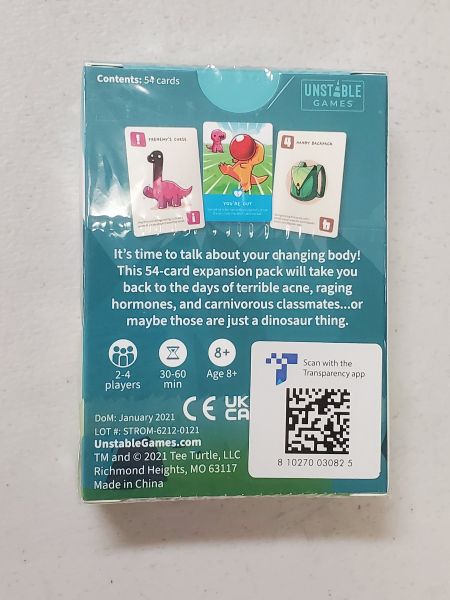 Contents: 54 cards
UNSTABLE
GAMES
FRENEMY'S CURSE
YOU'RE OUT
4
HANDY BACKPACK
It's time to talk about your changing body!
This 54-card expansion pack will take you
back to the days of terrible acne, raging
hormones, and carnivorous classmates...or
maybe those are just a dinosaur thing.
2-4
players
30-60
min
8+
Age 8+
Scan with the
Transparency app
8 10270 03082 5
DoM: January 2021
LOT #: STROM-6212-0121
CE UK
CA
UnstableGames.com
TM and © 2021 Tee Turtle, LLC
Richmond Heights, MO 63117
Made in China